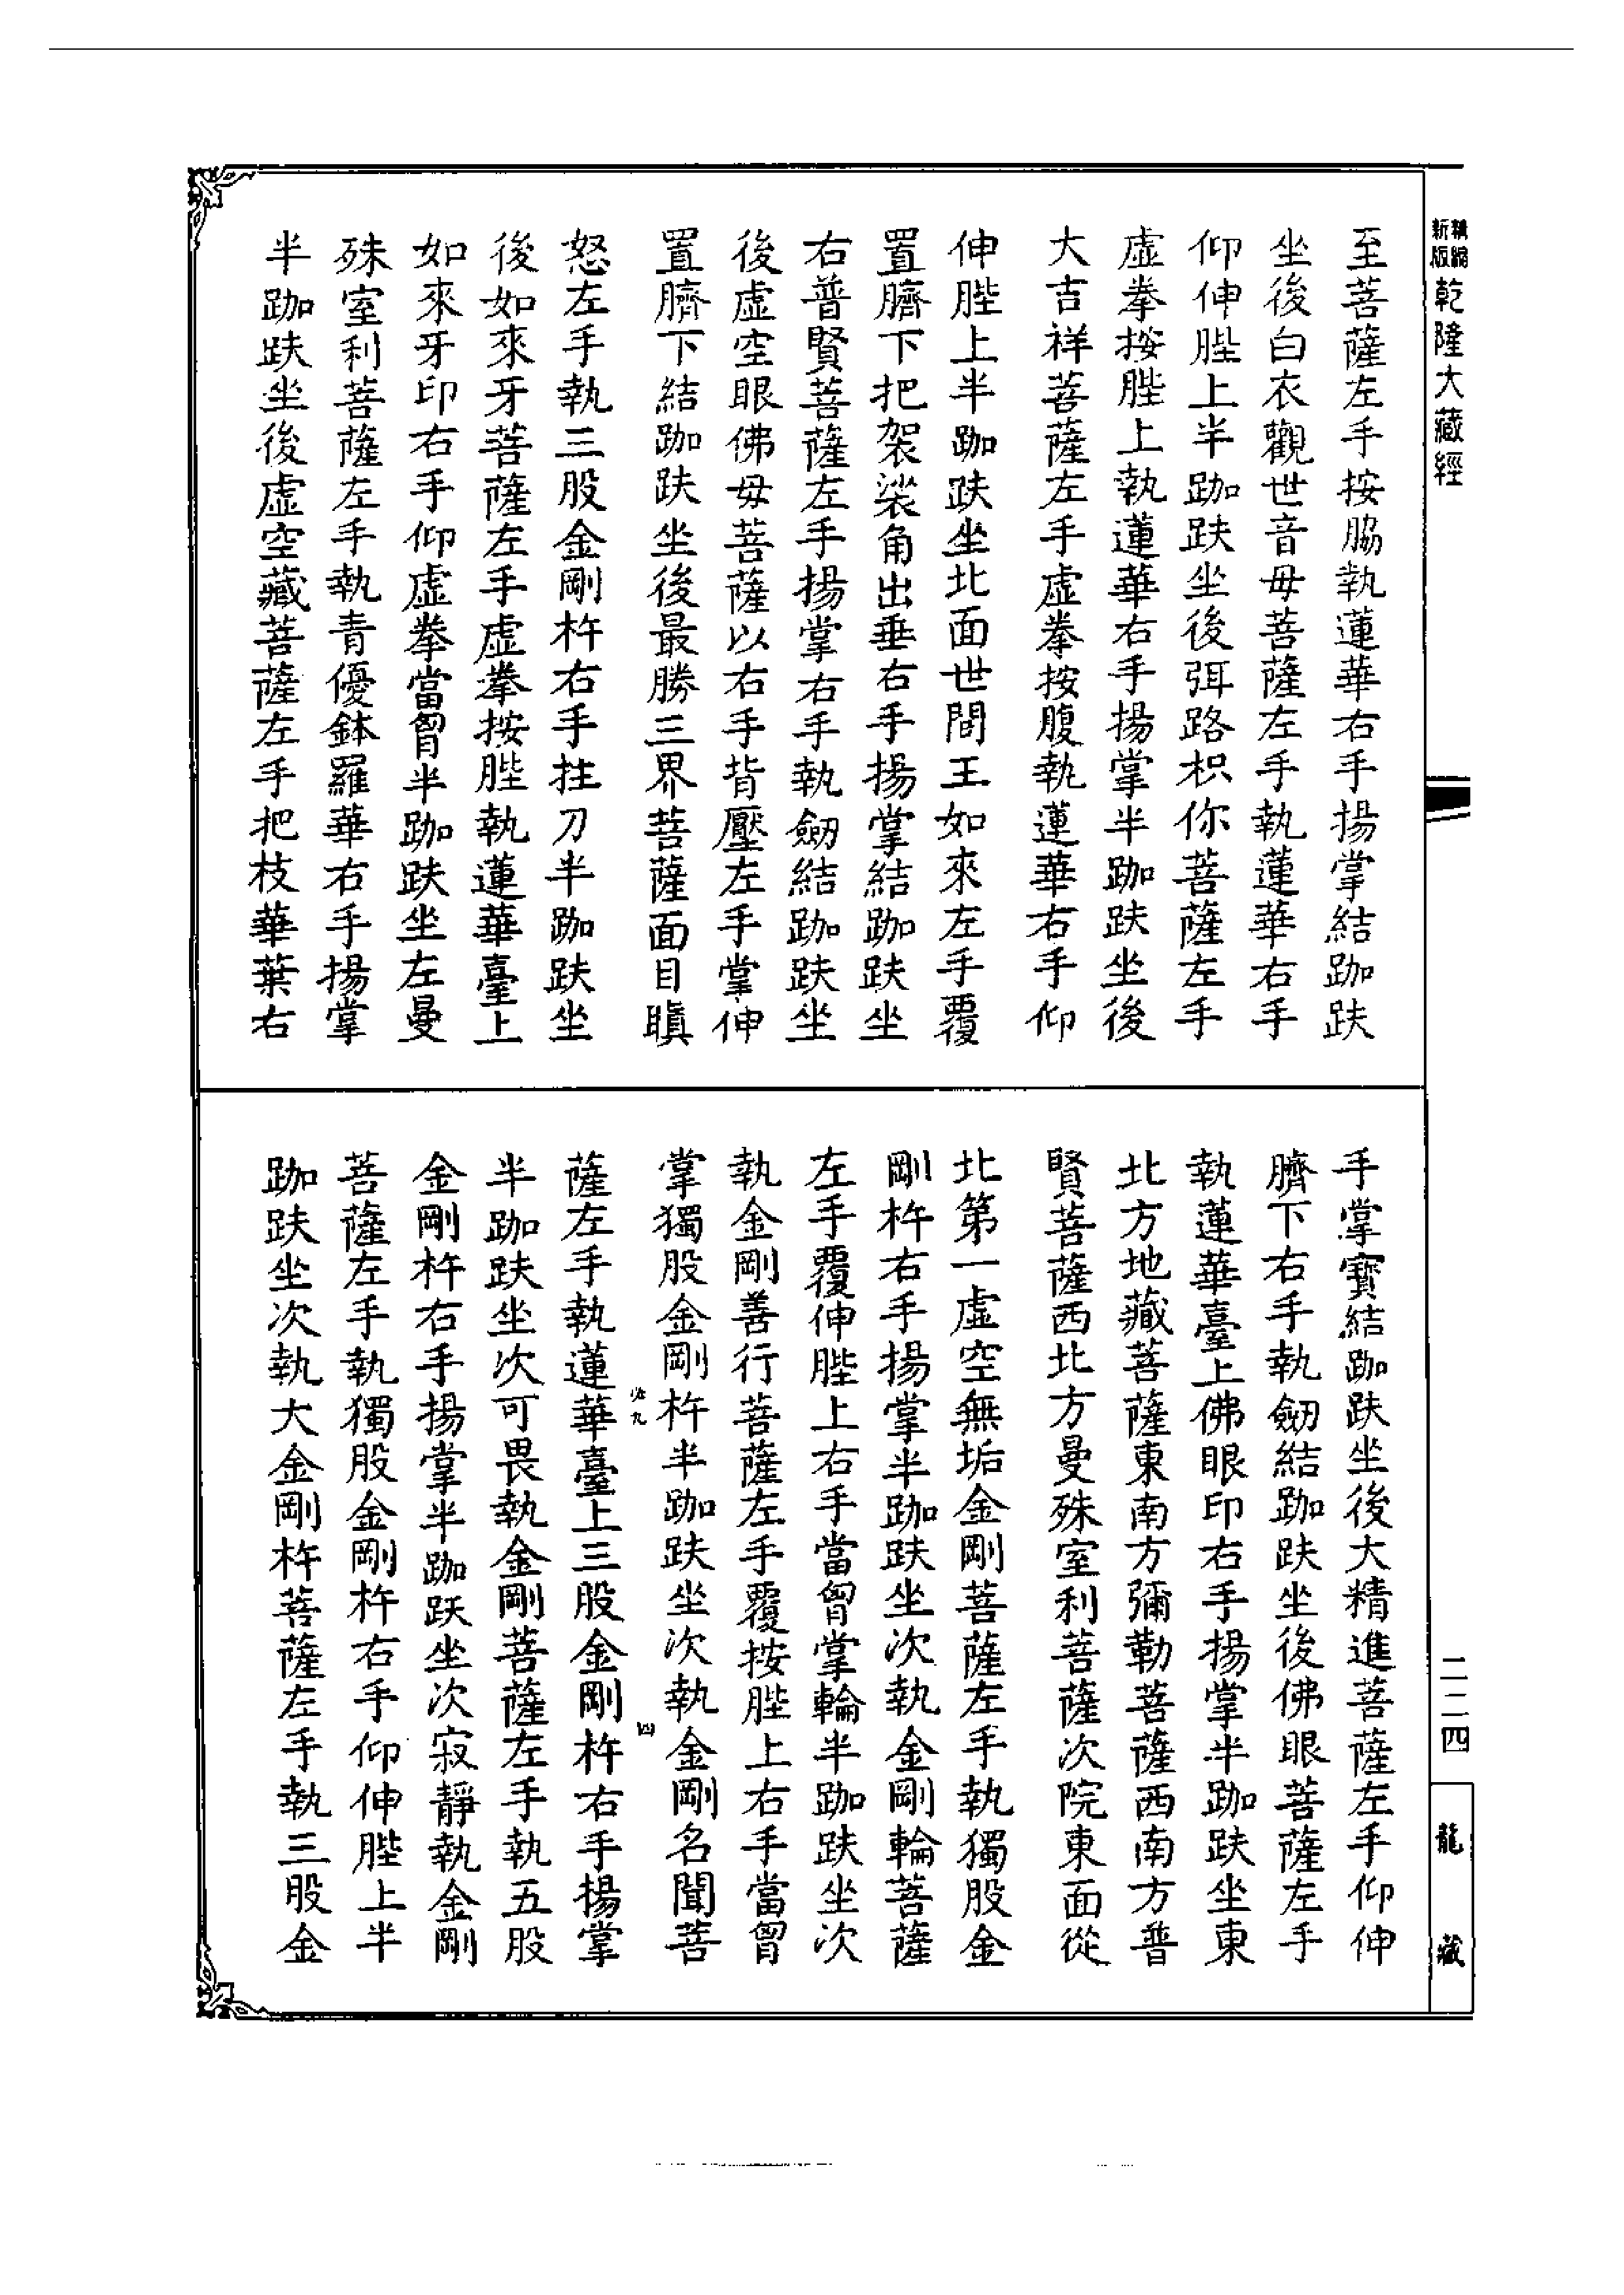 新版精編乾隆大藏經
至菩薩左手按脇執蓮華右手揚掌結跏趺
坐後白衣觀世音母菩薩左手執蓮華右手
仰伸䏶上半跏趺坐後弭路枳你菩薩左手
虛拳按䏶上執蓮華右手揚掌半跏趺坐後
大吉祥菩薩左手虛拳按腹執蓮華右手仰
伸䏶上半跏趺坐北面世間王如來左手覆
置臍下把袈裟角出垂右手揚掌結跏趺坐
右普賢菩薩左手揚掌右手執劒結跏趺坐
後虛空眼佛母菩薩以右手背壓左手掌伸
置臍下結跏趺坐後最勝三界菩薩面目瞋
怒左手執三股金剛杵右手拄刀半跏趺坐
後如來牙菩薩左手虛拳按䏶執蓮華臺上
如來牙印右手仰虛拳當胷半跏趺坐左曼
殊室利菩薩左手執青優鉢羅華右手揚掌
半跏趺坐後虛空藏菩薩左手把枝華葉右
手掌寶結跏趺坐後大精進菩薩左手仰伸
臍下右手執劒結跏趺坐後佛眼菩薩左手
執蓮華臺上佛眼印右手揚掌半跏趺坐東
北方地藏菩薩東南方彌勒菩薩西南方普
賢菩薩西北方曼殊室利菩薩次院東面從
北第一虛空無垢金剛菩薩左手執獨股金
剛杵右手揚掌半跏趺坐次執金剛輪菩薩
左手覆伸䏶上右手當胷掌輪半跏趺坐次
執金剛善行菩薩左手覆按䏶上右手當胷
掌獨股金剛杵半跏趺坐次執金剛名聞菩
四
薩左手執蓮華臺上三股金剛杵右手揚掌
半跏趺坐次可畏執金剛菩薩左手執五股
金剛杵右手揚掌半跏趺坐次寂靜執金剛
菩薩左手執獨股金剛杵右手仰伸䏶上半
跏趺坐次執大金剛杵菩薩左手執三股金
二二四
龍藏